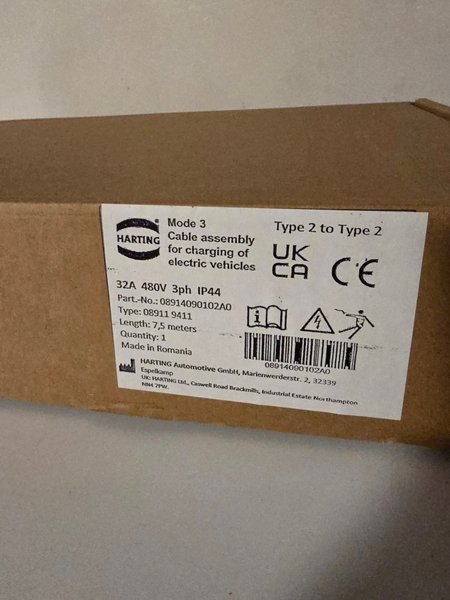 HARTING
Mode 3
Cable assembly
for charging of
electric vehicles
Type 2 to Type 2
UK
CA CE
32A 480V 3ph IP44
Part.-No.: 08914090102A0
Type: 08911 9411
Length: 7,5 meters
Quantity: 1
Made in Romania
08914090102A0
HARTING Automotive GmbH, Marienwerderstr. 2, 32339
Espelkamp
UK: HARTING Ltd., Caswell Road Brackmills, Industrial Estate Northampton
NN4 7PW.